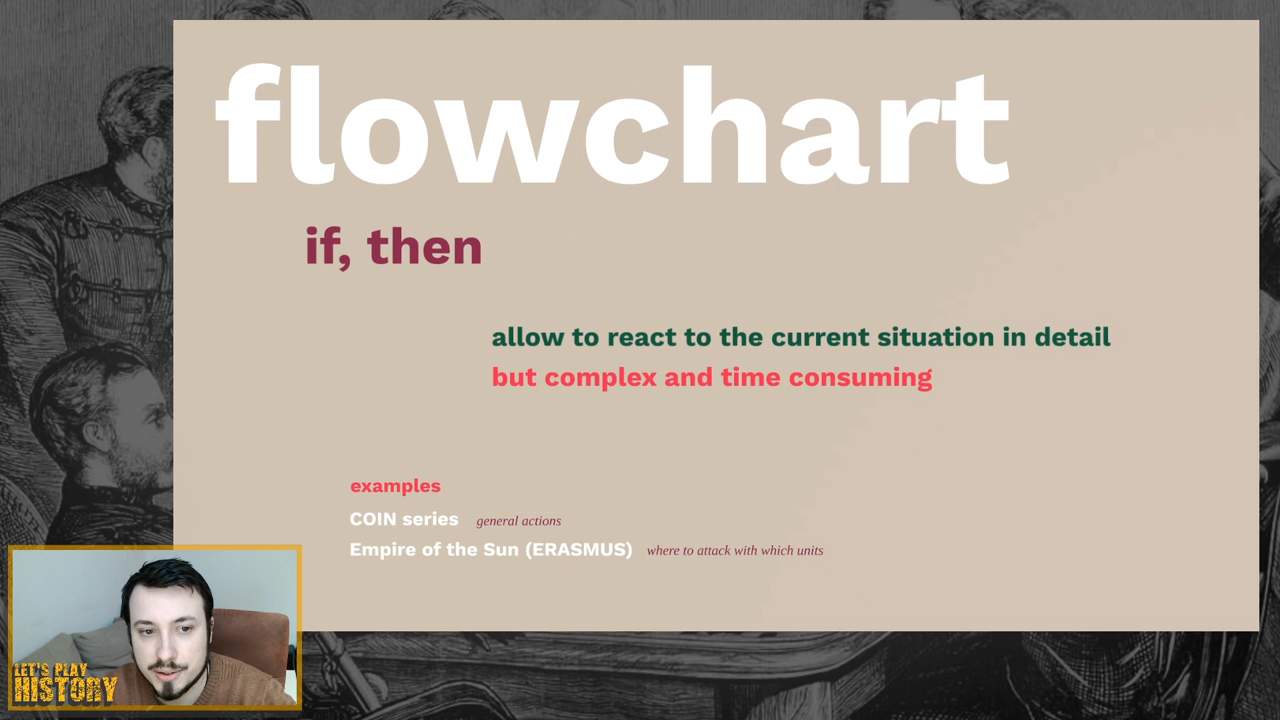 flowchart
if, then
allow to react to the current situation in detail
but complex and time consuming
examples
COIN series general actions
Empire of the Sun (ERASMUS) where to attack with which units
LET'S PLAY
HISTORY